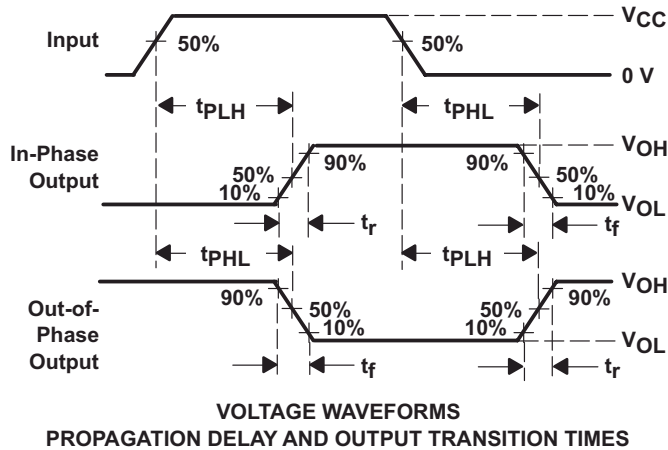 VCC
Input
50%
50%
0 V
tPLH
tPHL
In-Phase
Output
VOH
90%
90%
50%
50%
10%
10%
VOL
tr
tf
tPHL
tPLH
Out-of-
Phase
Output
VOH
90%
90%
50%
50%
10%
10%
VOL
tf
tr
VOLTAGE WAVEFORMS
PROPAGATION DELAY AND OUTPUT TRANSITION TIMES